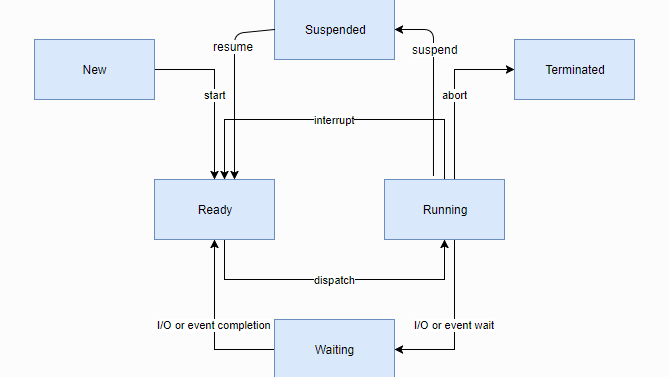 Suspended
resume
suspend
New
Terminated
start
abort
interrupt
Ready
Running
dispatch
I/O or event completion
I/O or event wait
Waiting